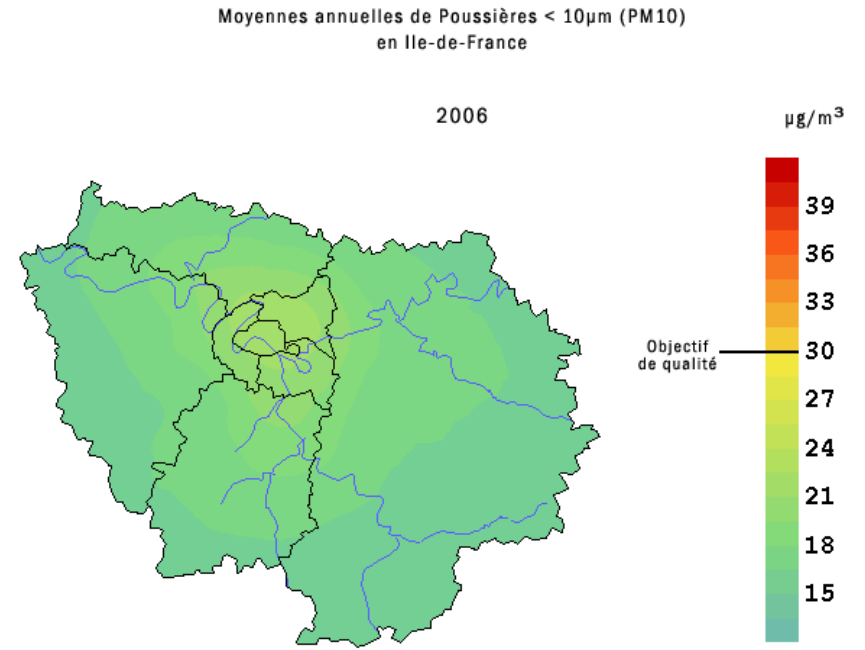 Moyennes annuelles de Poussières < 10µm (PM10)
en Ile-de-France
2006
µg/m³
39
36
33
Objectif
de qualité
30
27
24
21
18
15